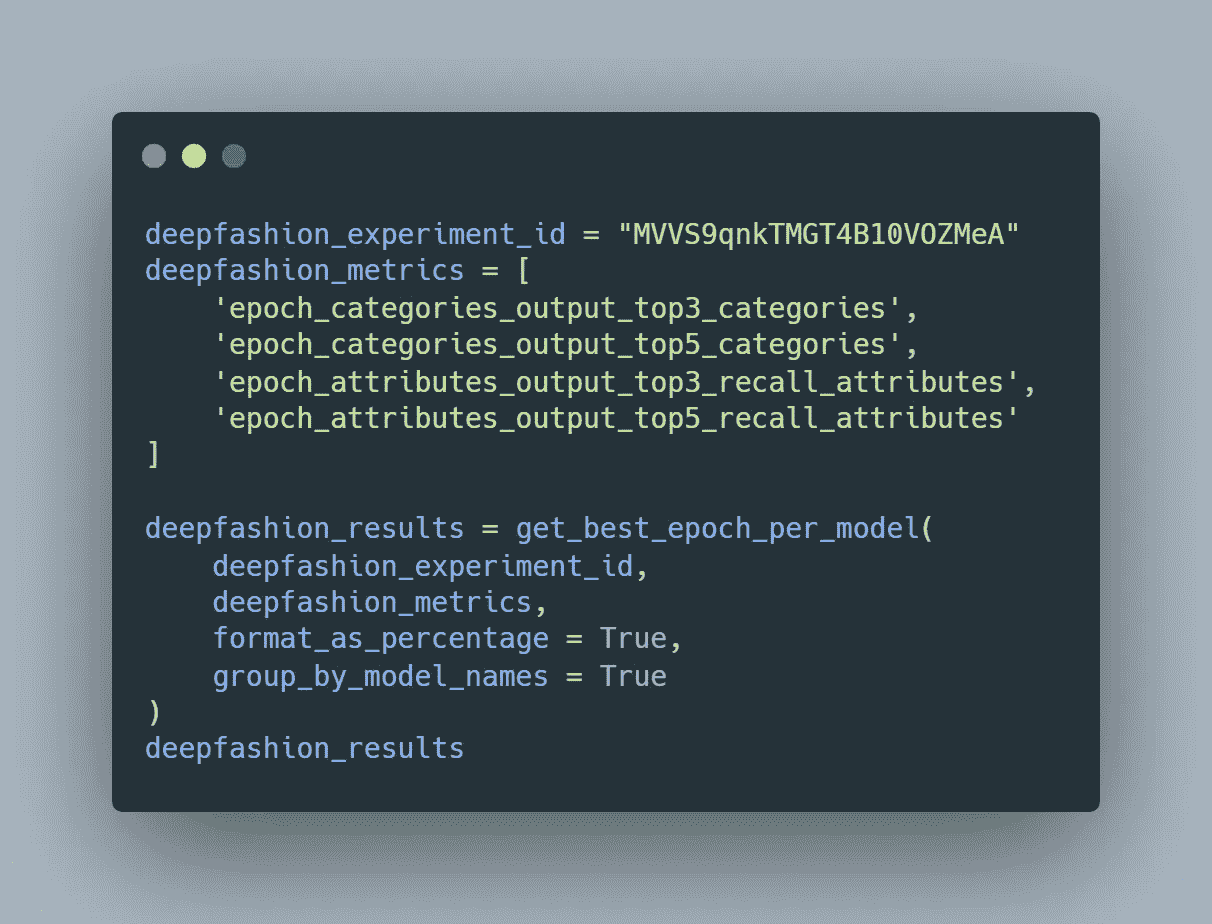 deepfashion_experiment_id = "MVVS9qnkTMGT4B10VOZMeA"
deepfashion_metrics = [
    'epoch_categories_output_top3_categories',
    'epoch_categories_output_top5_categories',
    'epoch_attributes_output_top3_recall_attributes',
    'epoch_attributes_output_top5_recall_attributes'
]

deepfashion_results = get_best_epoch_per_model(
    deepfashion_experiment_id,
    deepfashion_metrics,
    format_as_percentage = True,
    group_by_model_names = True
)
deepfashion_results